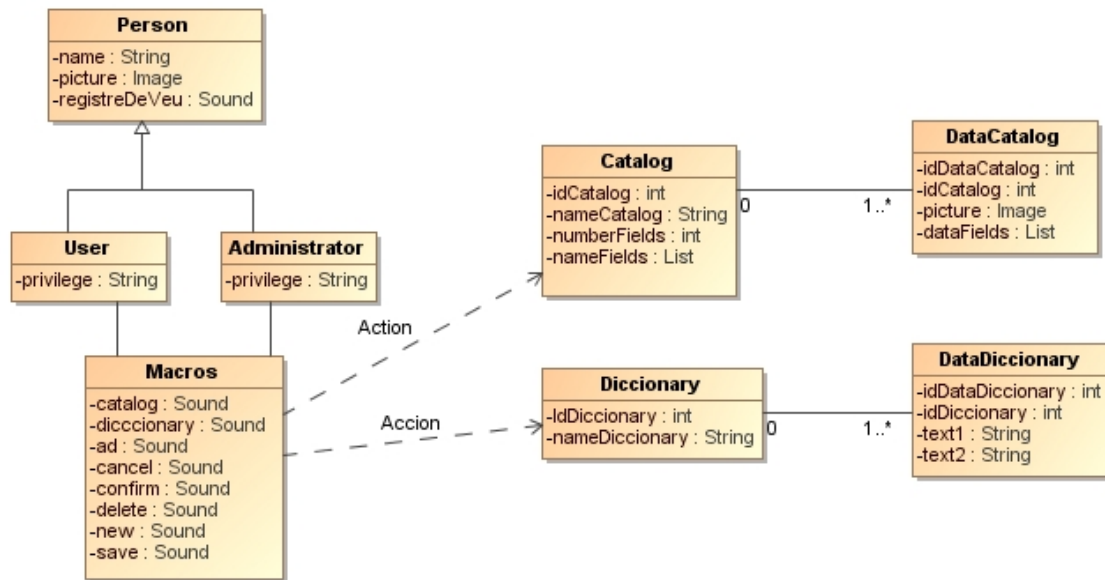 Person
-name : String
-picture : Image
-registreDeVeu : Sound
User
-privilege : String
Administrator
-privilege : String
Macros
-catalog : Sound
-dicccionary : Sound
-ad : Sound
-cancel : Sound
-confirm : Sound
-delete : Sound
-new : Sound
-save : Sound
Action
Accion
Catalog
-idCatalog : int
-nameCatalog : String
-numberFields : int
-nameFields : List
0
1..*
DataCatalog
-idDataCatalog : int
-idCatalog : int
-picture : Image
-dataFields : List
Diccionary
-IdDiccionary : int
-nameDiccionary : String
0
1..*
DataDiccionary
-idDataDiccionary : int
-idDiccionary : int
-text1 : String
-text2 : String